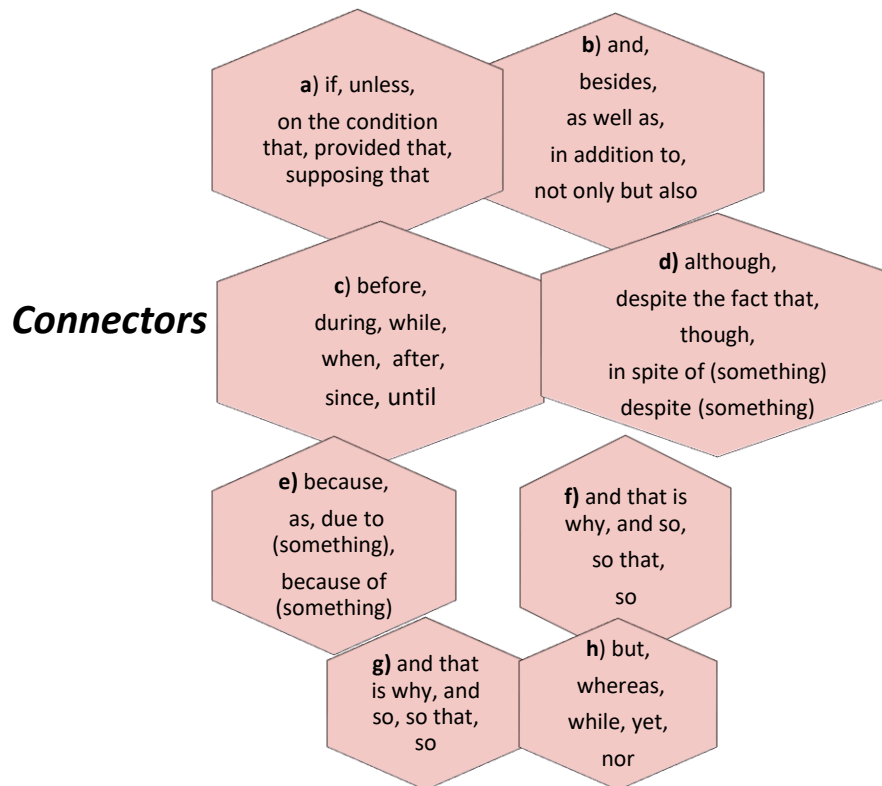 a) if, unless,
on the condition
that, provided that,
supposing that
b) and,
besides,
as well as,
in addition to,
not only but also
Connectors
c) before,
during, while,
when, after,
since, until
d) although,
despite the fact that,
though,
in spite of (something)
despite (something)
e) because,
as, due to
(something),
because of
(something)
f) and that is
why, and so,
so that,
so
g) and that
is why, and
so, so that,
so
h) but,
whereas,
while, yet,
nor